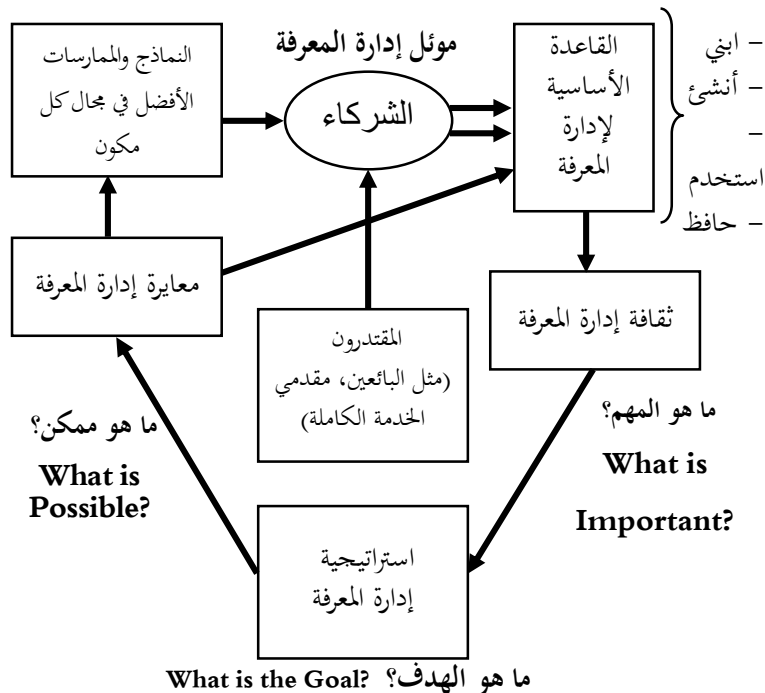 موئل إدارة المعرفة
القاعدة
الأساسية
لإدارة
المعرفة
– ابني
– أنشئ
–
استخدم
– حافظ
الشركاء
النماذج والممارسات
الأفضل في مجال كل
مكون
معايرة إدارة المعرفة
المقتدرون
(مثل البائعين، مقدمي
الخدمة الكاملة)
ثقافة إدارة المعرفة
ما هو المهم؟
What is
Important?
ما هو ممكن؟
What is
Possible?
استراتيجية
إدارة المعرفة
What is the Goal? ما هو الهدف؟